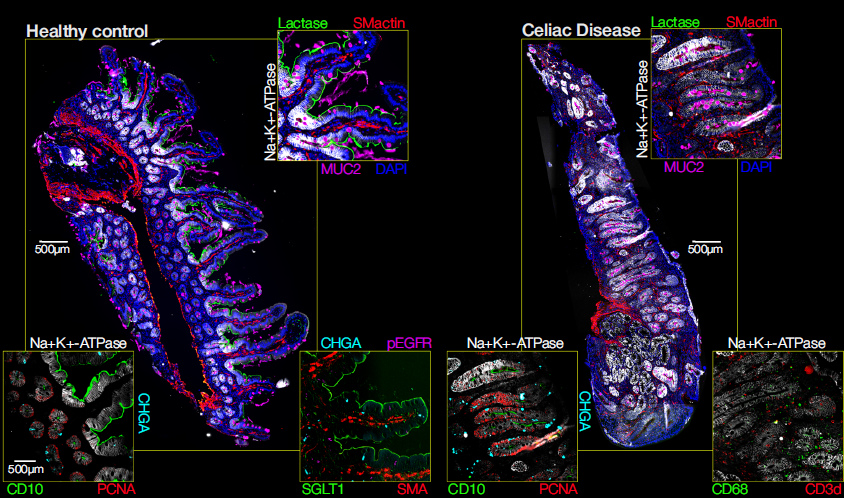 Healthy control
Lactase SMactin
Na+K+-ATPase
MUC2 DAPI
500µm
Na+K+-ATPase
CHGA
500µm
CD10 PCNA
CHGA pEGFR
SGLT1 SMA
Celiac Disease
Lactase SMactin
Na+K+-ATPase
MUC2 DAPI
500µm
Na+K+-ATPase
CHGA
CD10 PCNA
Na+K+-ATPase
CD68 CD3d